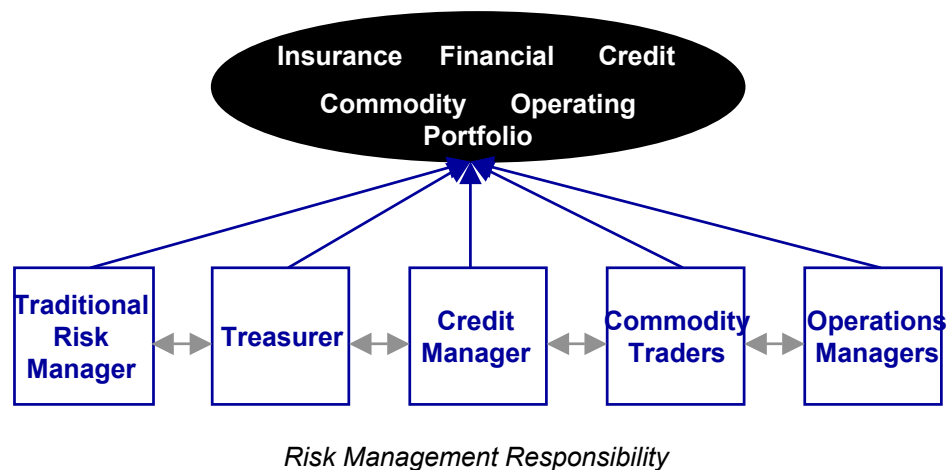 Insurance Financial Credit
Commodity Operating
Portfolio
Traditional
Risk
Manager
Treasurer
Credit
Manager
Commodity
Traders
Operations
Managers
Risk Management Responsibility